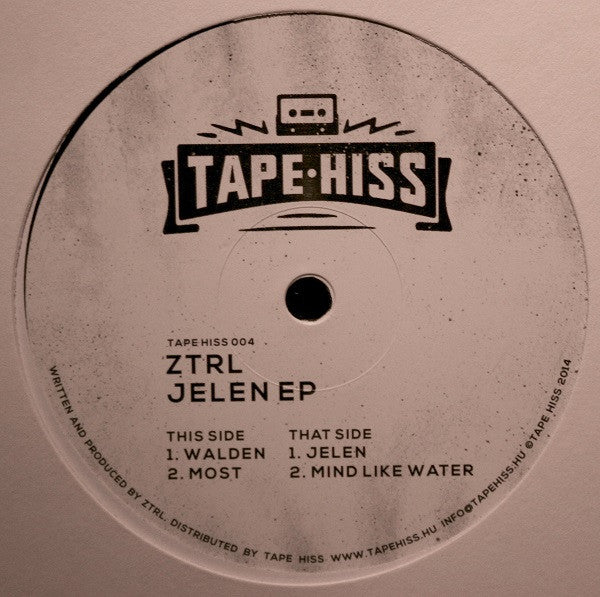 TAPE·HISS
TAPE HISS 004
ZTRL
JELEN EP
THIS SIDE
1. WALDEN
2. MOST
THAT SIDE
1. JELEN
2. MIND LIKE WATER
WRITTEN AND PRODUCED BY ZTRL. DISTRIBUTED BY TAPE HISS WWW.TAPEHISS.HU INFO@TAPEHISS.HU ©TAPE HISS 2014